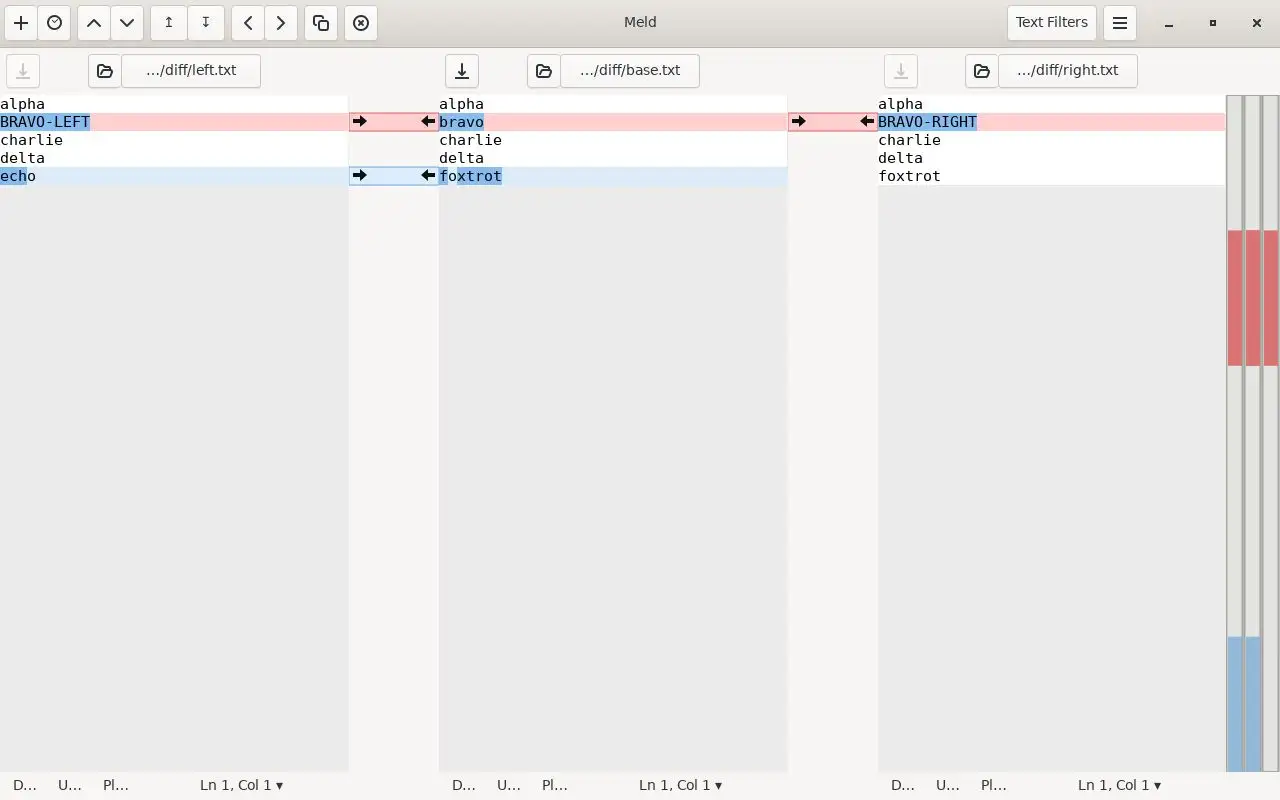 Meld
Text Filters
.../diff/left.txt
.../diff/base.txt
.../diff/right.txt
alpha
BRAVO-LEFT
charlie
delta
echo
alpha
bravo
charlie
delta
foxtrot
alpha
BRAVO-RIGHT
charlie
delta
foxtrot
D... U... Pl... Ln 1, Col 1 ▾
D... U... Pl... Ln 1, Col 1 ▾
D... U... Pl... Ln 1, Col 1 ▾